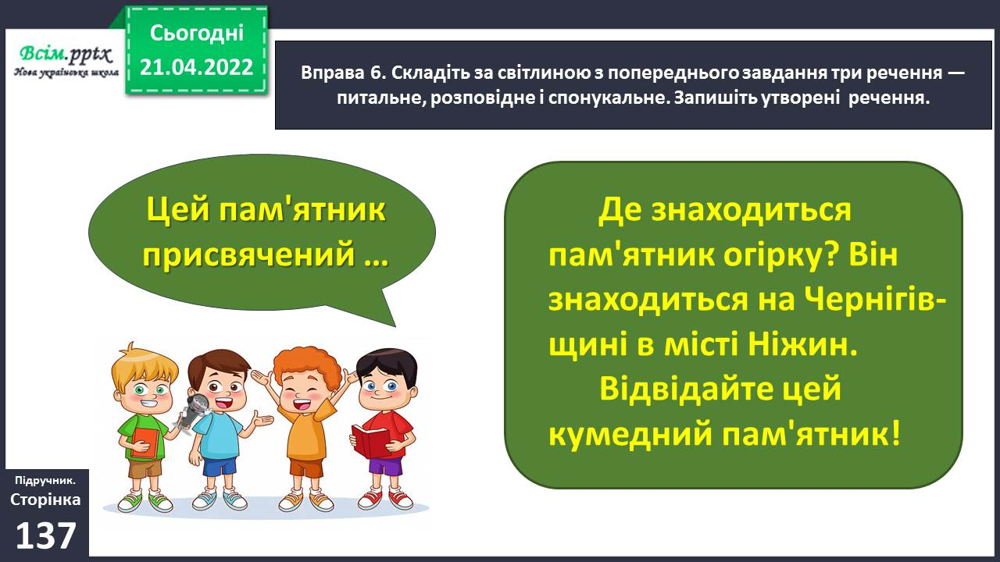 Всім.pptx
Нова українська школа
Сьогодні
21.04.2022
Вправа 6. Складіть за світлиною з попереднього завдання три речення —
питальне, розповідне і спонукальне. Запишіть утворені речення.
Цей пам'ятник
присвячений ...
Де знаходиться
пам'ятник огірку? Він
знаходиться на Чернігів-
щині в місті Ніжин.
Відвідайте цей
кумедний пам'ятник!
Підручник.
Сторінка
137